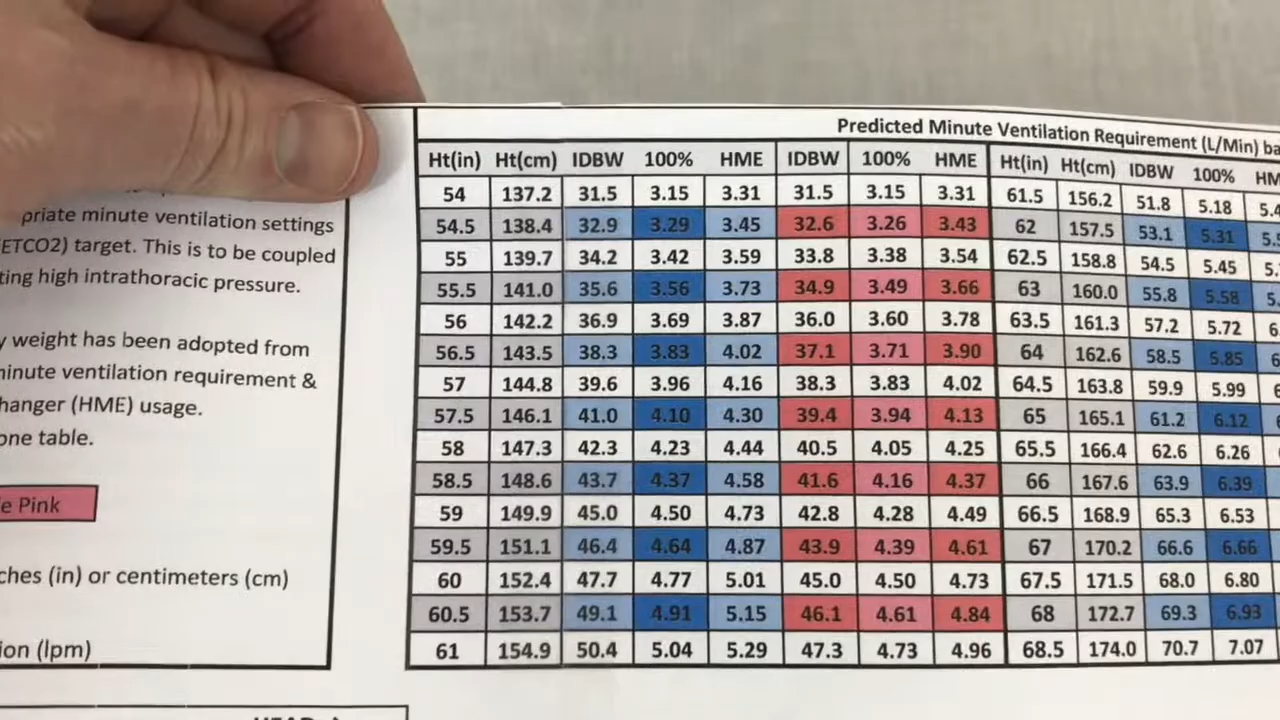 priate minute ventilation settings
ETCO2) target. This is to be coupled
ting high intrathoracic pressure.
y weight has been adopted from
minute ventilation requirement &
hanger (HME) usage.
one table.
e Pink
ches (in) or centimeters (cm)
ion (lpm)
Predicted Minute Ventilation Requirement (L/Min) ba
Ht(in) Ht(cm) IDBW 100% HME IDBW 100% HME Ht(in) Ht(cm) IDBW 100% HM
54 137.2 31.5 3.15 3.31 31.5 3.15 3.31 61.5 156.2 51.8 5.18 5.4
54.5 138.4 32.9 3.29 3.45 32.6 3.26 3.43 62 157.5 53.1 5.31 5.
55 139.7 34.2 3.42 3.59 33.8 3.38 3.54 62.5 158.8 54.5 5.45 5.
55.5 141.0 35.6 3.56 3.73 34.9 3.49 3.66 63 160.0 55.8 5.58 5.
56 142.2 36.9 3.69 3.87 36.0 3.60 3.78 63.5 161.3 57.2 5.72 6.
56.5 143.5 38.3 3.83 4.02 37.1 3.71 3.90 64 162.6 58.5 5.85 6
57 144.8 39.6 3.96 4.16 38.3 3.83 4.02 64.5 163.8 59.9 5.99
57.5 146.1 41.0 4.10 4.30 39.4 3.94 4.13 65 165.1 61.2 6.12
58 147.3 42.3 4.23 4.44 40.5 4.05 4.25 65.5 166.4 62.6 6.26
58.5 148.6 43.7 4.37 4.58 41.6 4.16 4.37 66 167.6 63.9 6.39
59 149.9 45.0 4.50 4.73 42.8 4.28 4.49 66.5 168.9 65.3 6.53
59.5 151.1 46.4 4.64 4.87 43.9 4.39 4.61 67 170.2 66.6 6.66
60 152.4 47.7 4.77 5.01 45.0 4.50 4.73 67.5 171.5 68.0 6.80
60.5 153.7 49.1 4.91 5.15 46.1 4.61 4.84 68 172.7 69.3 6.93
61 154.9 50.4 5.04 5.29 47.3 4.73 4.96 68.5 174.0 70.7 7.07